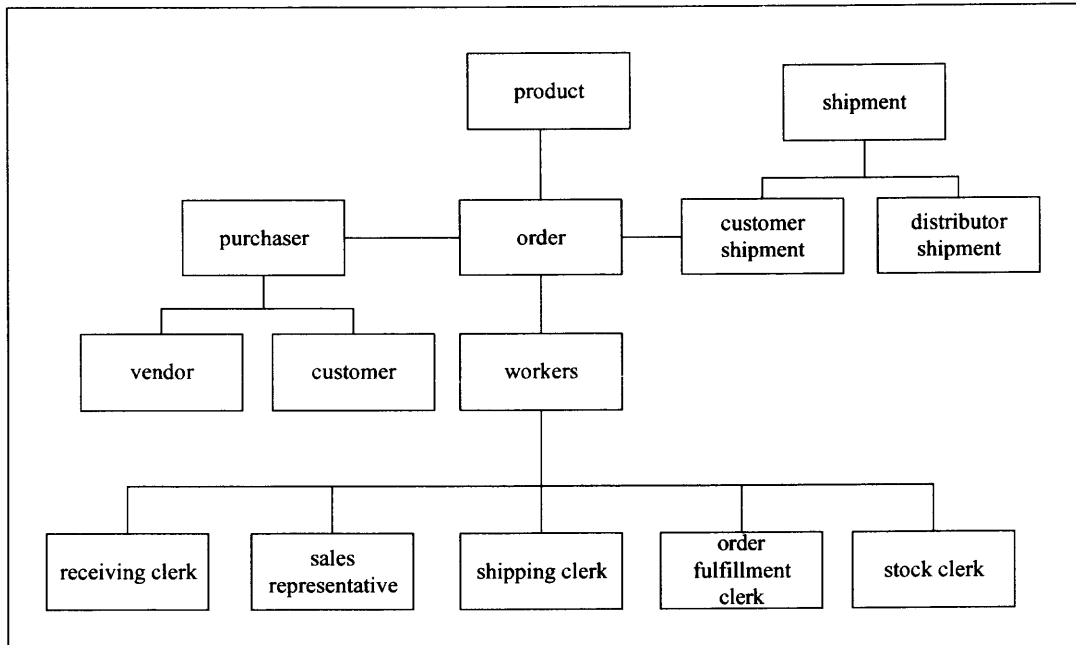 product
shipment
purchaser
order
customer
shipment
distributor
shipment
vendor
customer
workers
receiving clerk
sales
representative
shipping clerk
order
fulfillment
clerk
stock clerk